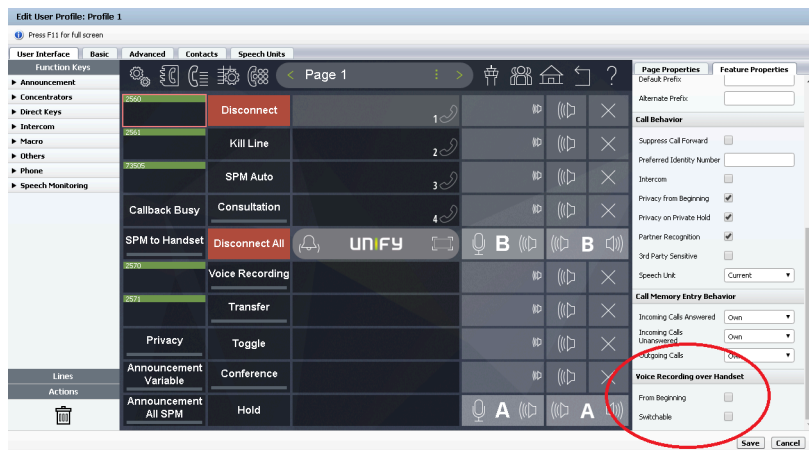 Edit User Profile: Profile 1
Press F11 for full screen
User Interface Basic Advanced Contacts Speech Units
Function Keys
Announcement
Concentrators
Direct Keys
Intercom
Macro
Others
Phone
Speech Monitoring
Lines
Actions
< Page 1 >
?
2560
Disconnect
1
2561
Kill Line
2
73505
SPM Auto
3
Callback Busy
Consultation
4
SPM to Handset
Disconnect All
UNIFY
B
B
2570
Voice Recording
2571
Transfer
Privacy
Toggle
Announcement
Variable
Conference
Announcement
All SPM
Hold
A
A
Page Properties Feature Properties
Default Prefix
Alternate Prefix
Call Behavior
Suppress Call Forward
Preferred Identity Number
Intercom
Privacy from Beginning
Privacy on Private Hold
Partner Recognition
3rd Party Sensitive
Speech Unit Current
Call Memory Entry Behavior
Incoming Calls Answered Own
Incoming Calls
Unanswered Own
Outgoing Calls Own
Voice Recording over Handset
From Beginning
Switchable
Save Cancel